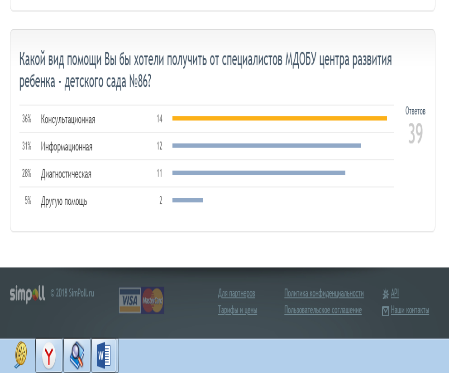 Какой вид помощи Вы бы хотели получить от специалистов МДОБУ центра развития
ребенка - детского сада №86?
Ответов
39
36% Консультационная 14
31% Информационная 12
28% Диагностическая 11
5% Другую помощь 2
simpoll © 2018 SimPoll.ru VISA MasterCard Для партнеров Политика конфиденциальности API
Тарифы и цены Пользовательское соглашение Наши контакты